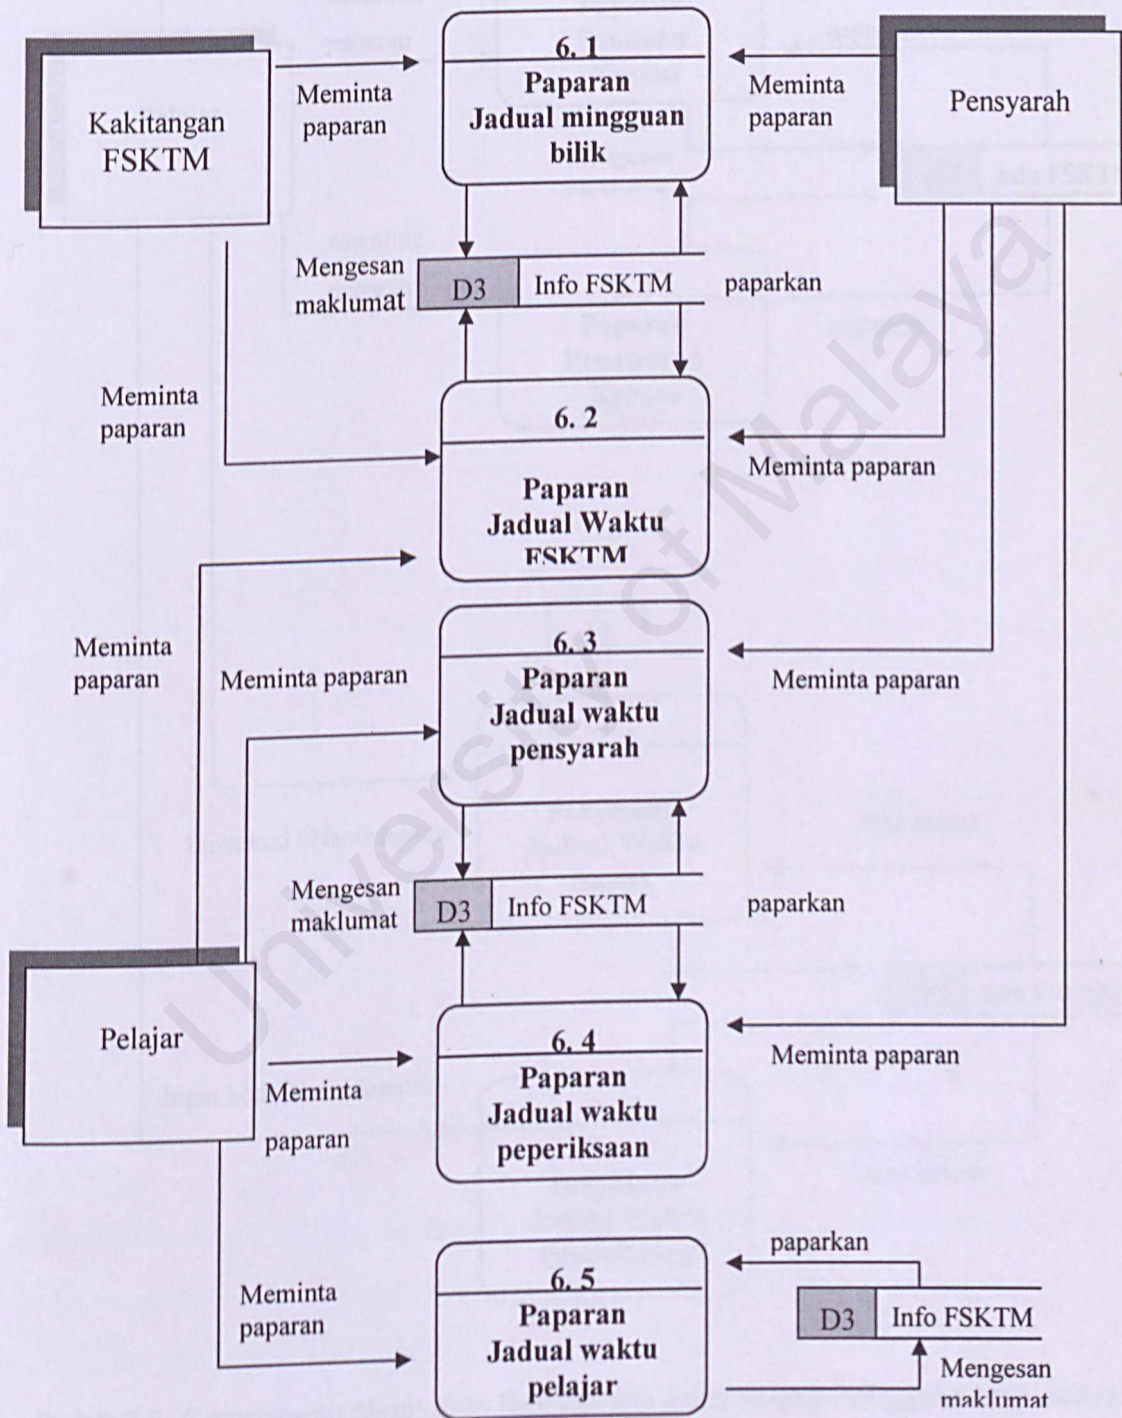 6. 1
Paparan
Jadual mingguan
bilik
Kakitangan
FSKTM
Meminta
paparan
Meminta
paparan
Pensyarah
Mengesan
maklumat
D3
Info FSKTM
paparkan
Meminta
paparan
6. 2
Paparan
Jadual Waktu
FSKTM
Meminta paparan
Meminta
paparan
Meminta paparan
6. 3
Paparan
Jadual waktu
pensyarah
Meminta paparan
Mengesan
maklumat
D3
Info FSKTM
paparkan
Pelajar
Meminta
paparan
6. 4
Paparan
Jadual waktu
peperiksaan
Meminta paparan
Meminta
paparan
6. 5
Paparan
Jadual waktu
pelajar
paparkan
D3
Info FSKTM
Mengesan
maklumat
University of Malaya